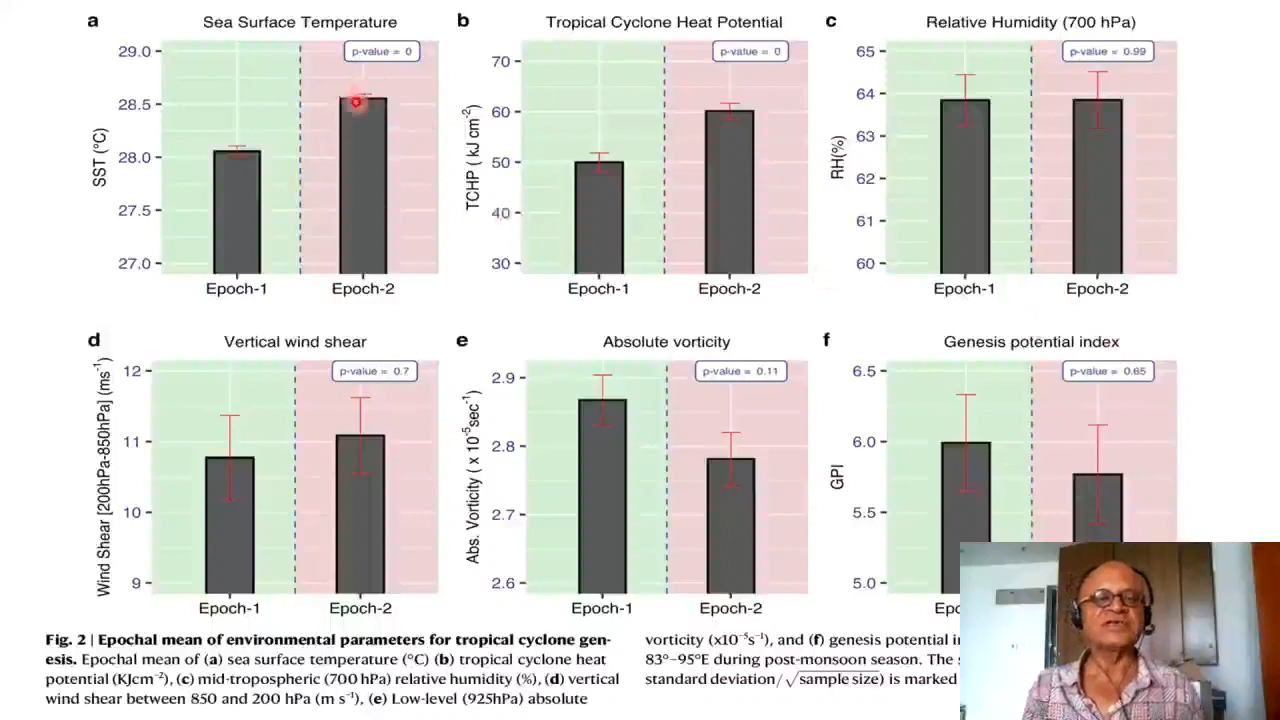 a Sea Surface Temperature
p-value = 0
SST (°C)
29.0
28.5
28.0
27.5
27.0
Epoch-1 Epoch-2
b Tropical Cyclone Heat Potential
p-value = 0
TCHP ( kJ cm⁻²)
70
60
50
40
30
Epoch-1 Epoch-2
c Relative Humidity (700 hPa)
p-value = 0.99
RH(%)
65
64
63
62
61
60
Epoch-1 Epoch-2
d Vertical wind shear
p-value = 0.7
Wind Shear [200hPa-850hPa] (ms⁻¹)
12
11
10
9
Epoch-1 Epoch-2
e Absolute vorticity
p-value = 0.11
Abs. Vorticity ( x 10⁻⁵sec⁻¹)
2.9
2.8
2.7
2.6
Epoch-1 Epoch-2
f Genesis potential index
p-value = 0.65
GPI
6.5
6.0
5.5
5.0
Fig. 2 | Epochal mean of environmental parameters for tropical cyclone gen-
esis. Epochal mean of (a) sea surface temperature (°C) (b) tropical cyclone heat
potential (KJcm⁻²), (c) mid-tropospheric (700 hPa) relative humidity (%), (d) vertical
wind shear between 850 and 200 hPa (m s⁻¹), (e) Low-level (925hPa) absolute
vorticity (x10⁻⁵s⁻¹), and (f) genesis potential
83°–95°E during post-monsoon season. The
standard deviation/√sample size) is marked